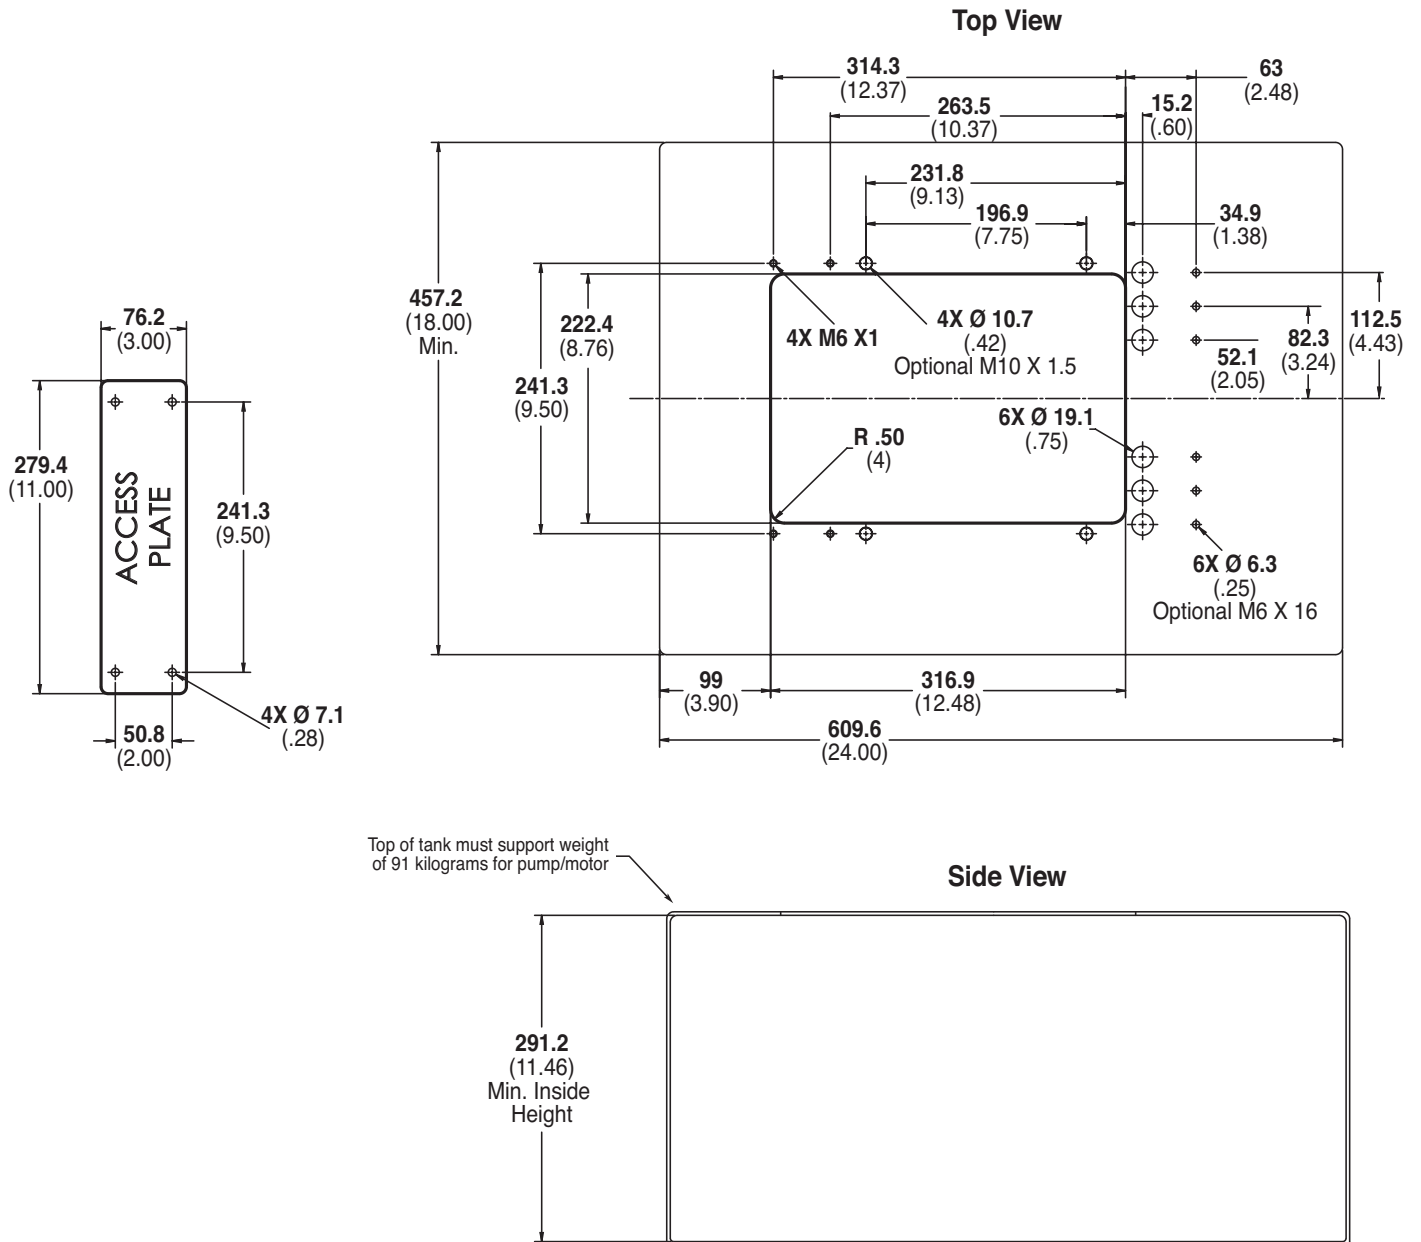 Top View
314.3
(12.37)
63
(2.48)
263.5
(10.37)
15.2
(.60)
231.8
(9.13)
196.9
(7.75)
34.9
(1.38)
457.2
(18.00)
Min.
222.4
(8.76)
4X M6 X1
4X Ø 10.7
(.42)
Optional M10 X 1.5
112.5
(4.43)
82.3
(3.24)
52.1
(2.05)
241.3
(9.50)
R .50
(4)
6X Ø 19.1
(.75)
6X Ø 6.3
(.25)
Optional M6 X 16
99
(3.90)
316.9
(12.48)
609.6
(24.00)
76.2
(3.00)
279.4
(11.00)
ACCESS
PLATE
241.3
(9.50)
4X Ø 7.1
(.28)
50.8
(2.00)
Top of tank must support weight
of 91 kilograms for pump/motor
Side View
291.2
(11.46)
Min. Inside
Height